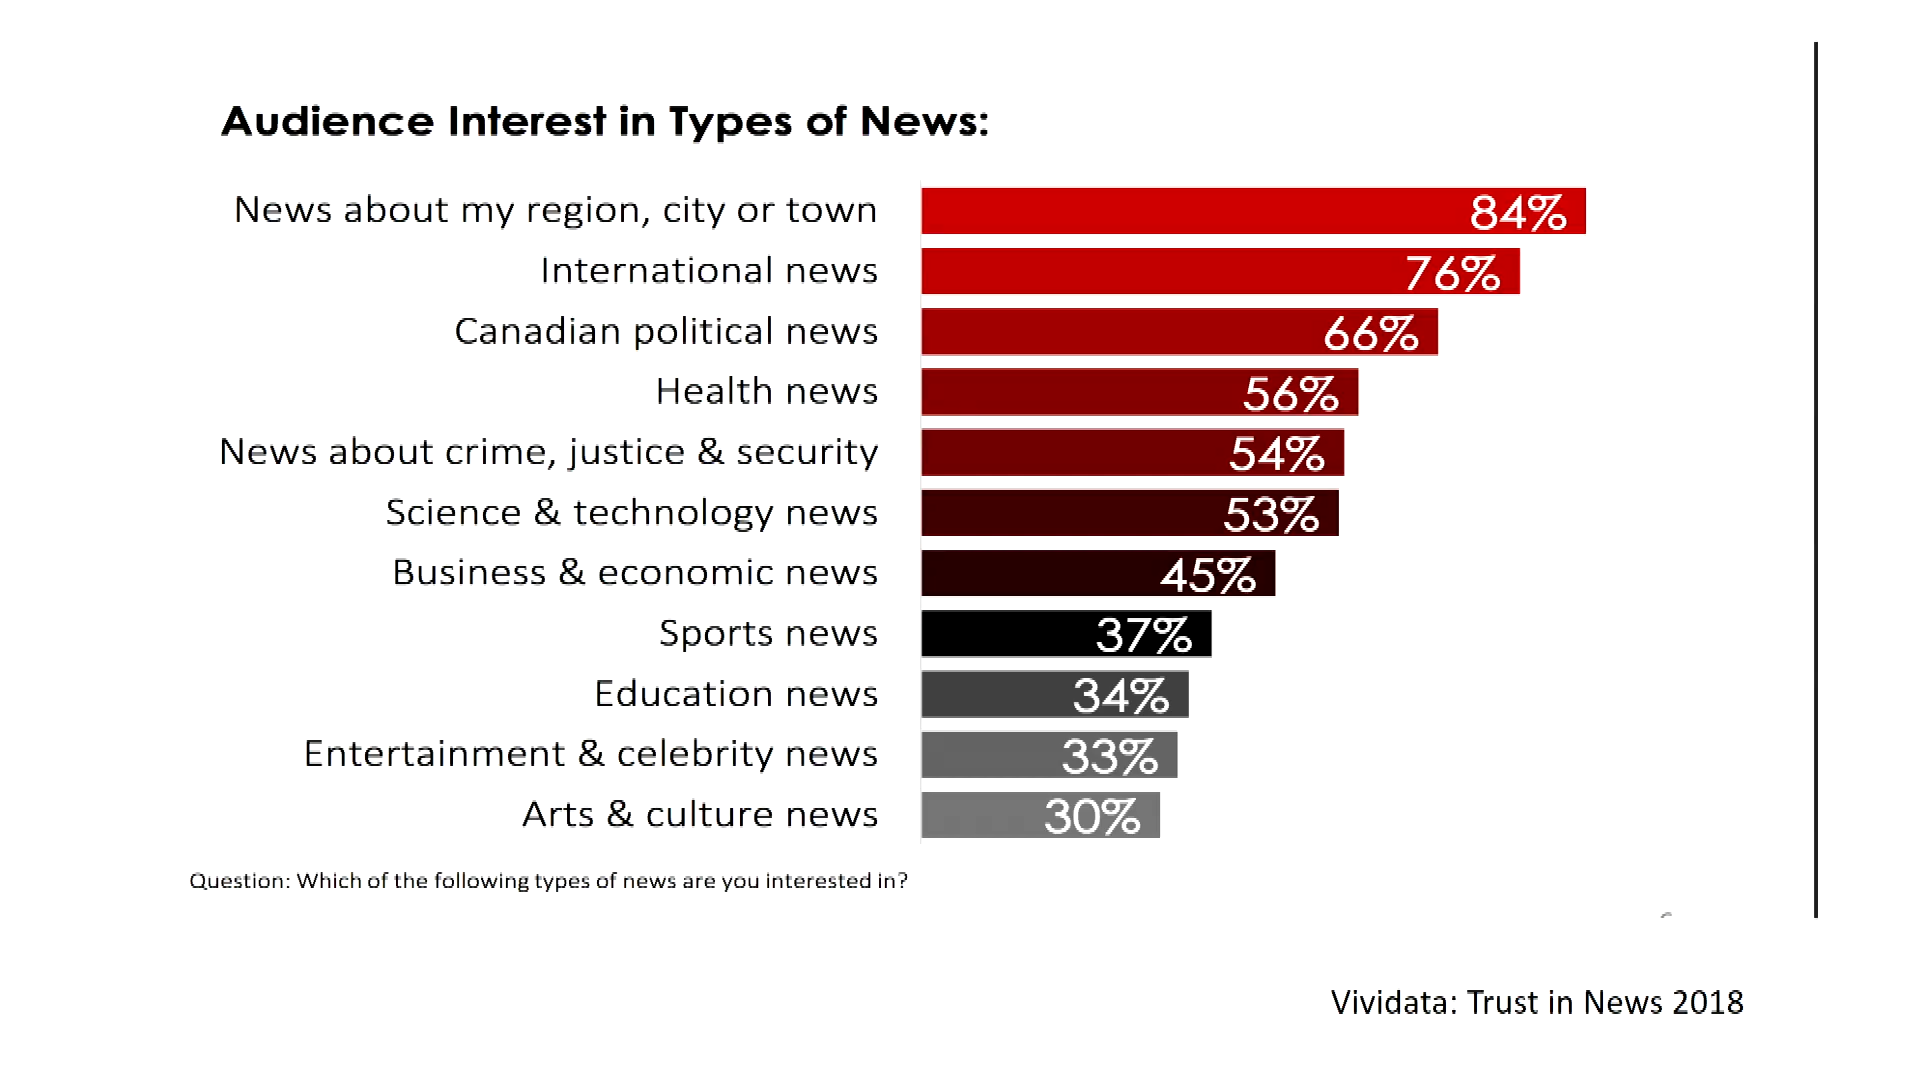 Audience Interest in Types of News:
News about my region, city or town 84%
International news 76%
Canadian political news 66%
Health news 56%
News about crime, justice & security 54%
Science & technology news 53%
Business & economic news 45%
Sports news 37%
Education news 34%
Entertainment & celebrity news 33%
Arts & culture news 30%
Question: Which of the following types of news are you interested in?
Vividata: Trust in News 2018